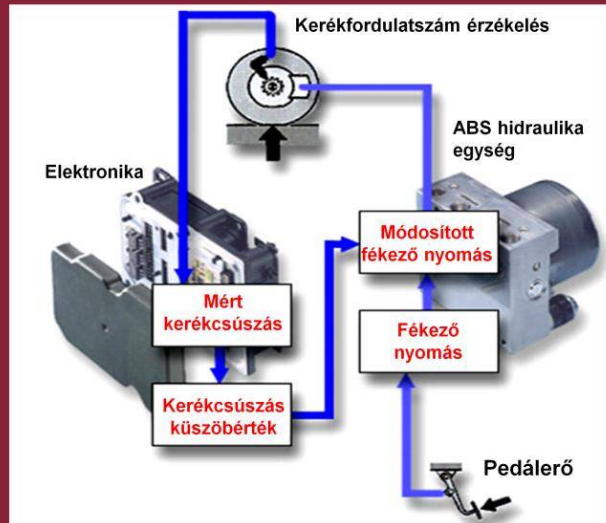 Kerékfordulatszám érzékelés
ABS hidraulika
egység
Elektronika
Módosított
fékező nyomás
Mért
kerékcsúszás
Fékező
nyomás
Kerékcsúszás
küszöbérték
Pedálerő